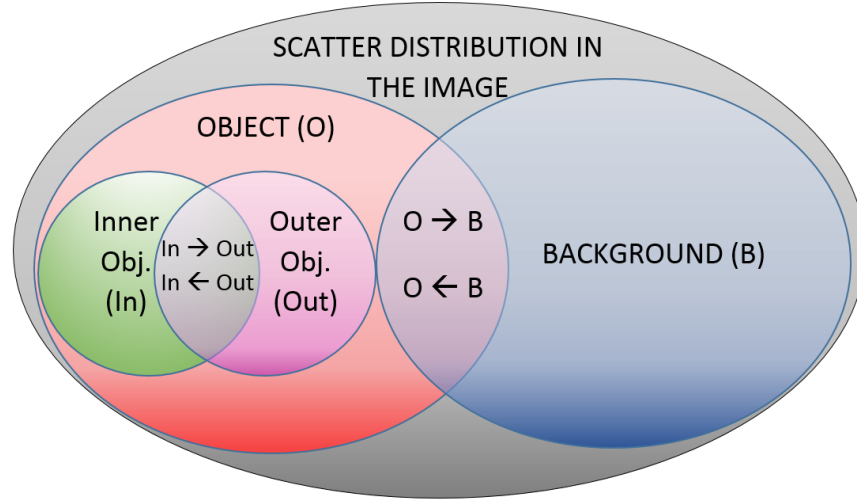 SCATTER DISTRIBUTION IN
THE IMAGE
OBJECT (O)
Inner
Obj.
(In)
In → Out
In ← Out
Outer
Obj.
(Out)
O → B
O ← B
BACKGROUND (B)